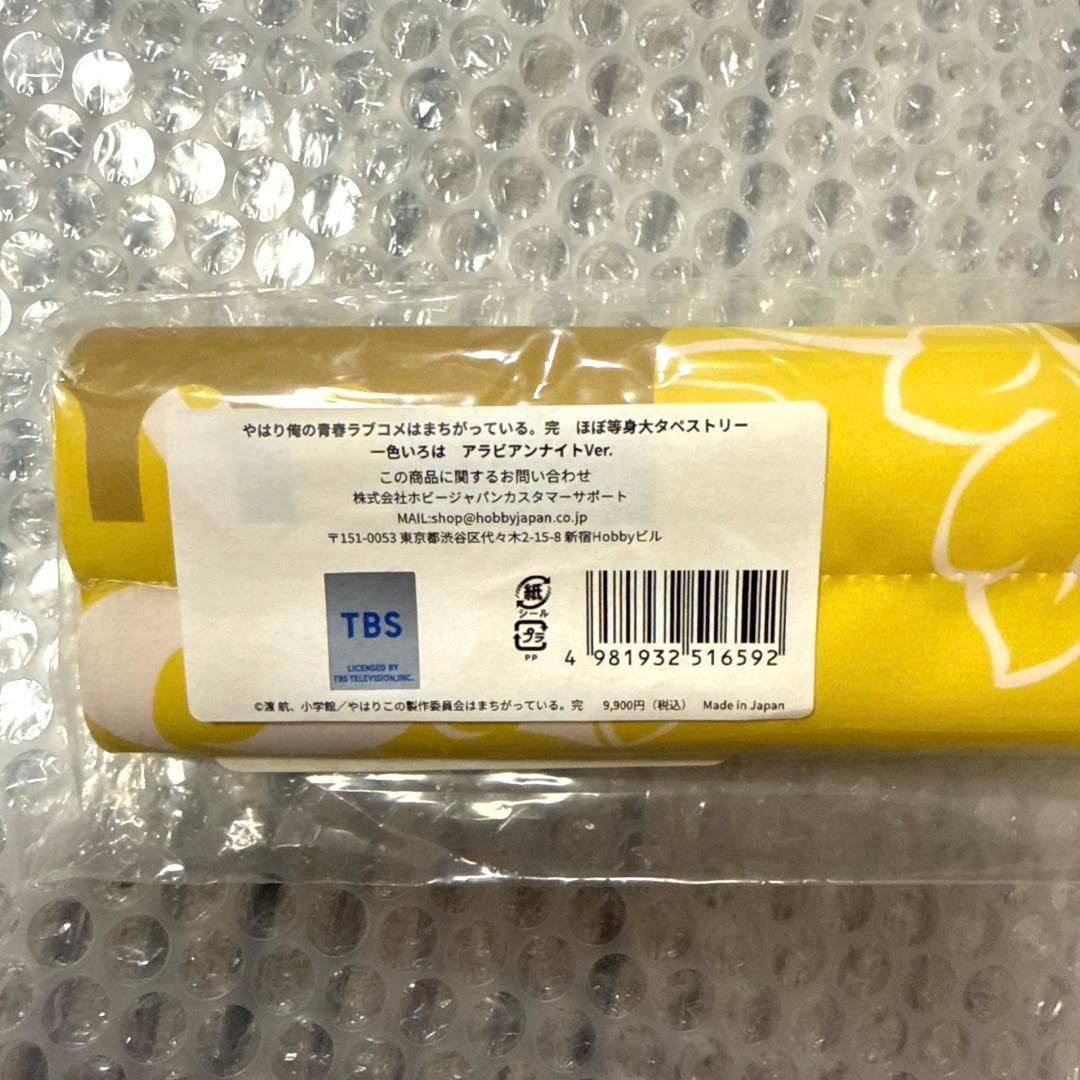 やはり俺の青春ラブコメはまちがっている。完　ほぼ等身大タペストリー
一色いろは　アラビアンナイトVer.
この商品に関するお問い合わせ
株式会社ホビージャパンカスタマーサポート
MAIL:shop@hobbyjapan.co.jp
〒151-0053 東京都渋谷区代々木2-15-8 新宿Hobbyビル
TBS
LICENSED BY
TBS TELEVISION,INC.
紙
シール
プラ
PP
4 981932 516592
©渡 航、小学館／やはりこの製作委員会はまちがっている。完　9,900円（税込）　Made in Japan